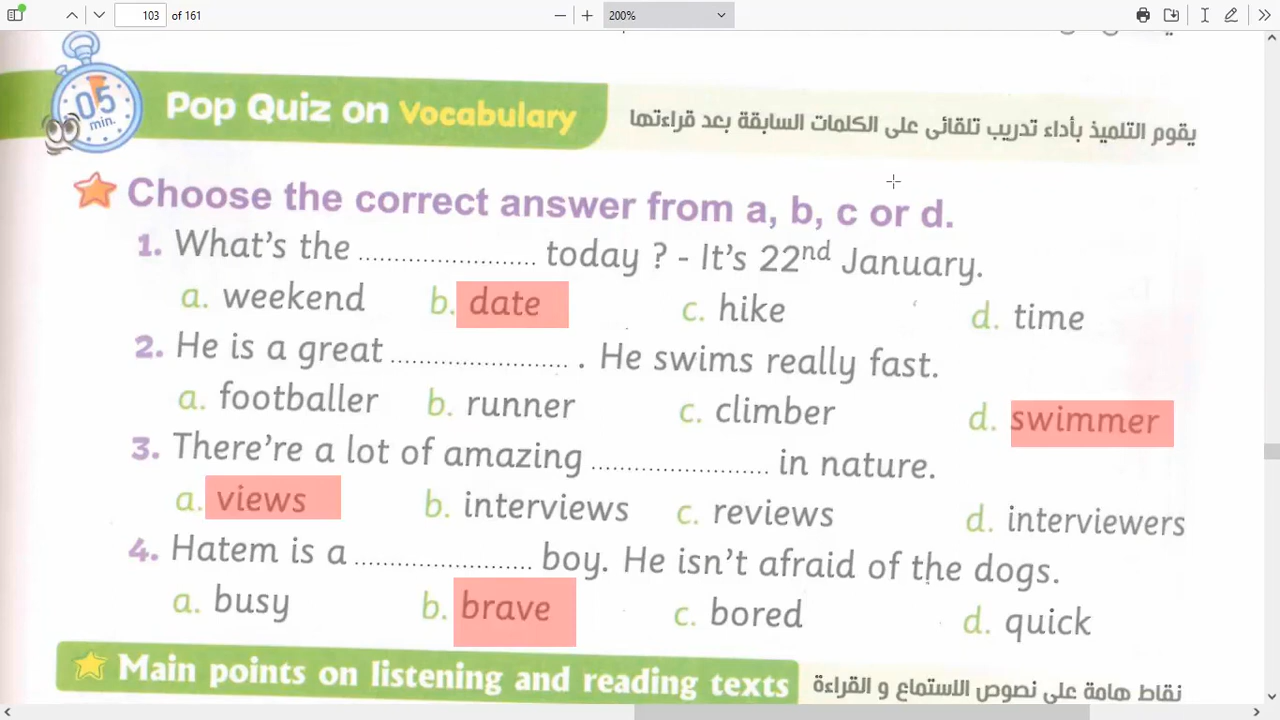 103 of 161 200%
05 min.
Pop Quiz on Vocabulary
يقوم التلميذ بأداء تدريب تلقائى على الكلمات السابقة بعد قراءتها
Choose the correct answer from a, b, c or d.
1. What's the ........................ today ? - It's 22nd January.
a. weekend b. date c. hike d. time
2. He is a great ........................ . He swims really fast.
a. footballer b. runner c. climber d. swimmer
3. There're a lot of amazing ........................ in nature.
a. views b. interviews c. reviews d. interviewers
4. Hatem is a ........................ boy. He isn't afraid of the dogs.
a. busy b. brave c. bored d. quick
Main points on listening and reading texts
نقاط هامة على نصوص الاستماع و القراءة